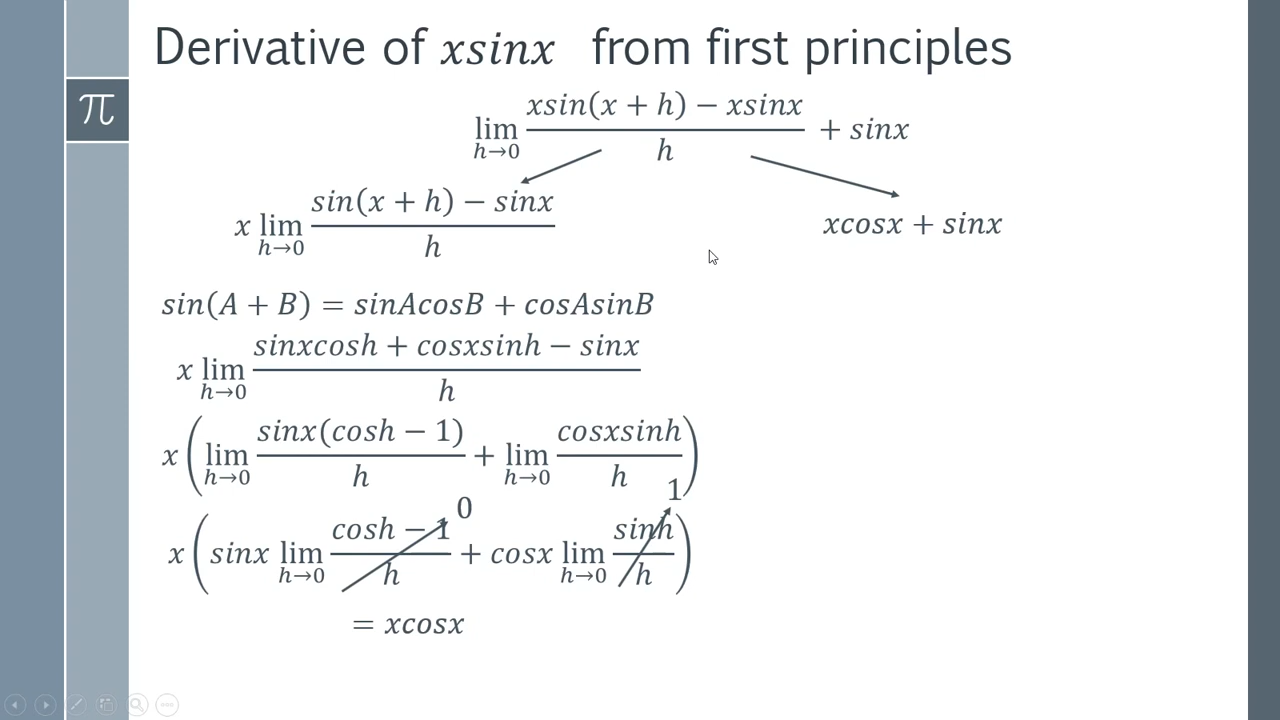 Derivative of xsinx from first principles
π
lim h→0 (xsin(x + h) − xsinx)/h + sinx
x lim h→0 (sin(x + h) − sinx)/h
xcosx + sinx
sin(A + B) = sinAcosB + cosAsinB
x lim h→0 (sinxcosh + cosxsinh − sinx)/h
x ( lim h→0 (sinx(cosh − 1))/h + lim h→0 (cosxsinh)/h )
x ( sinx lim h→0 (cosh − 1)/h 0 + cosx lim h→0 (sinh)/h 1 )
= xcosx